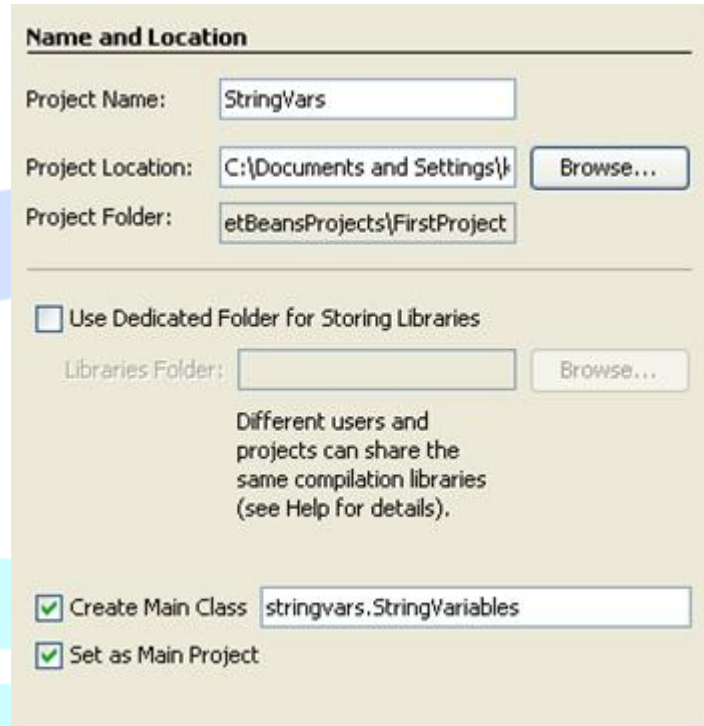 Name and Location
Project Name: StringVars
Project Location: C:\Documents and Settings\ Browse...
Project Folder: etBeansProjects\FirstProject
Use Dedicated Folder for Storing Libraries
Libraries Folder: Browse...
Different users and
projects can share the
same compilation libraries
(see Help for details).
Create Main Class stringvars.StringVariables
Set as Main Project